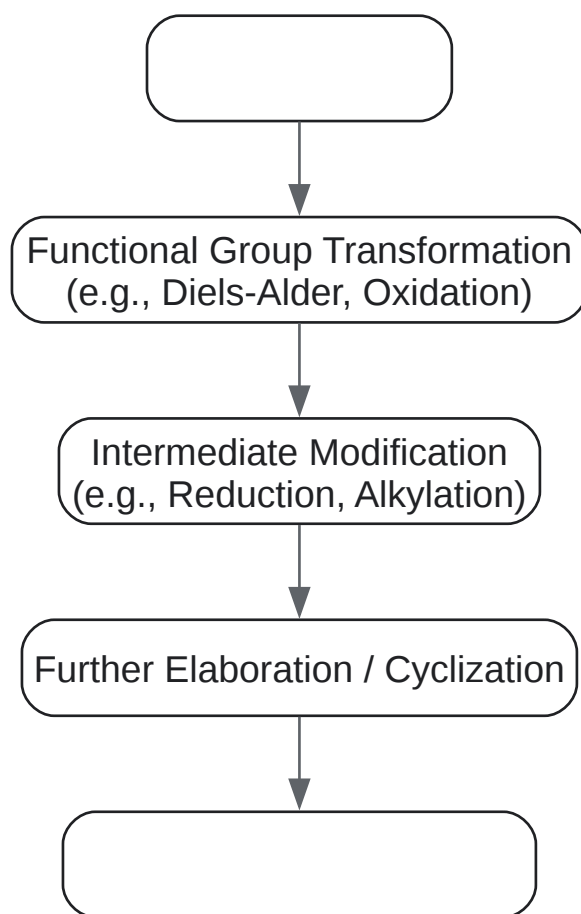 Functional Group Transformation
(e.g., Diels-Alder, Oxidation)
Intermediate Modification
(e.g., Reduction, Alkylation)
Further Elaboration / Cyclization